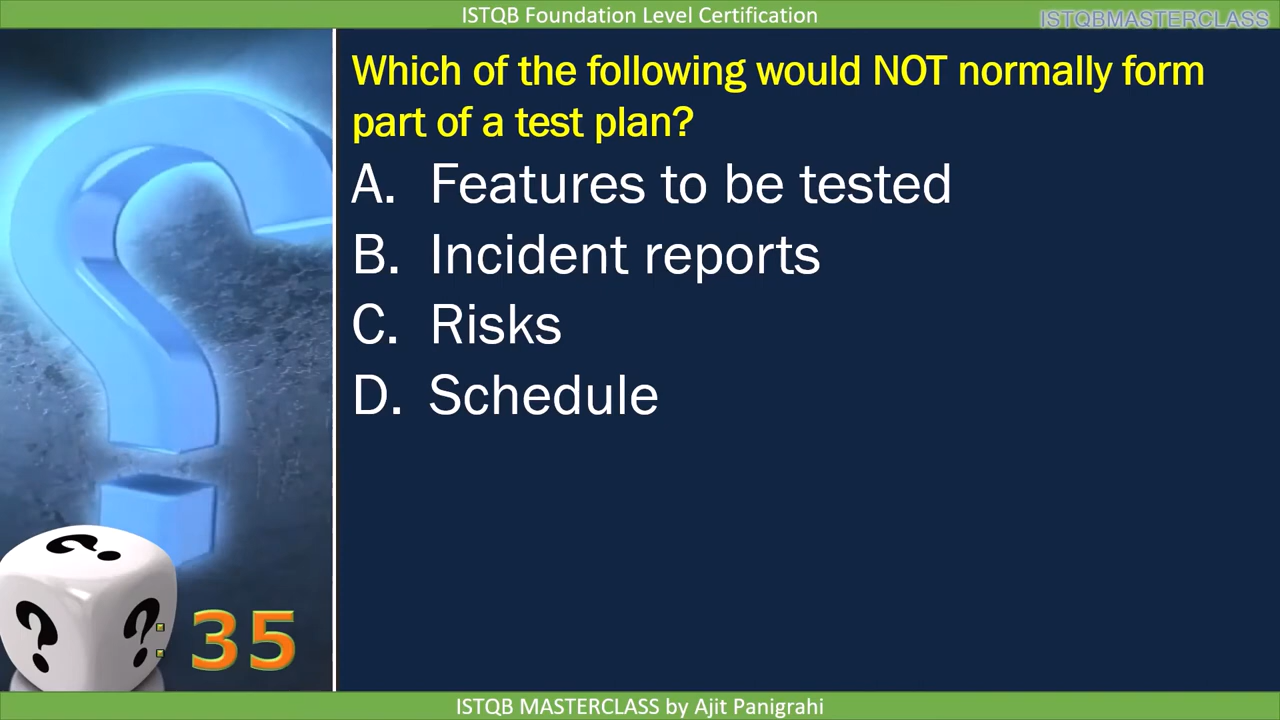 ISTQB Foundation Level Certification
ISTQBMASTERCLASS
Which of the following would NOT normally form
part of a test plan?
A. Features to be tested
B. Incident reports
C. Risks
D. Schedule
: 35
ISTQB MASTERCLASS by Ajit Panigrahi